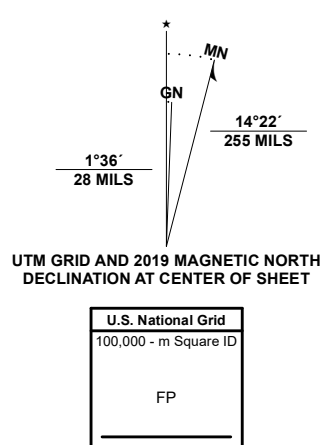 ★
MN
GN
14°22´
255 MILS
1°36´
28 MILS
UTM GRID AND 2019 MAGNETIC NORTH
DECLINATION AT CENTER OF SHEET
U.S. National Grid
100,000 - m Square ID
FP